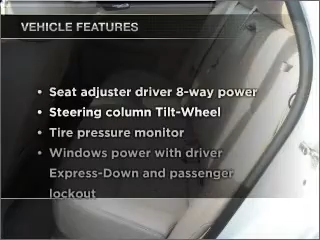 VEHICLE FEATURES
• Seat adjuster driver 8-way power
• Steering column Tilt-Wheel
• Tire pressure monitor
• Windows power with driver
Express-Down and passenger
lockout